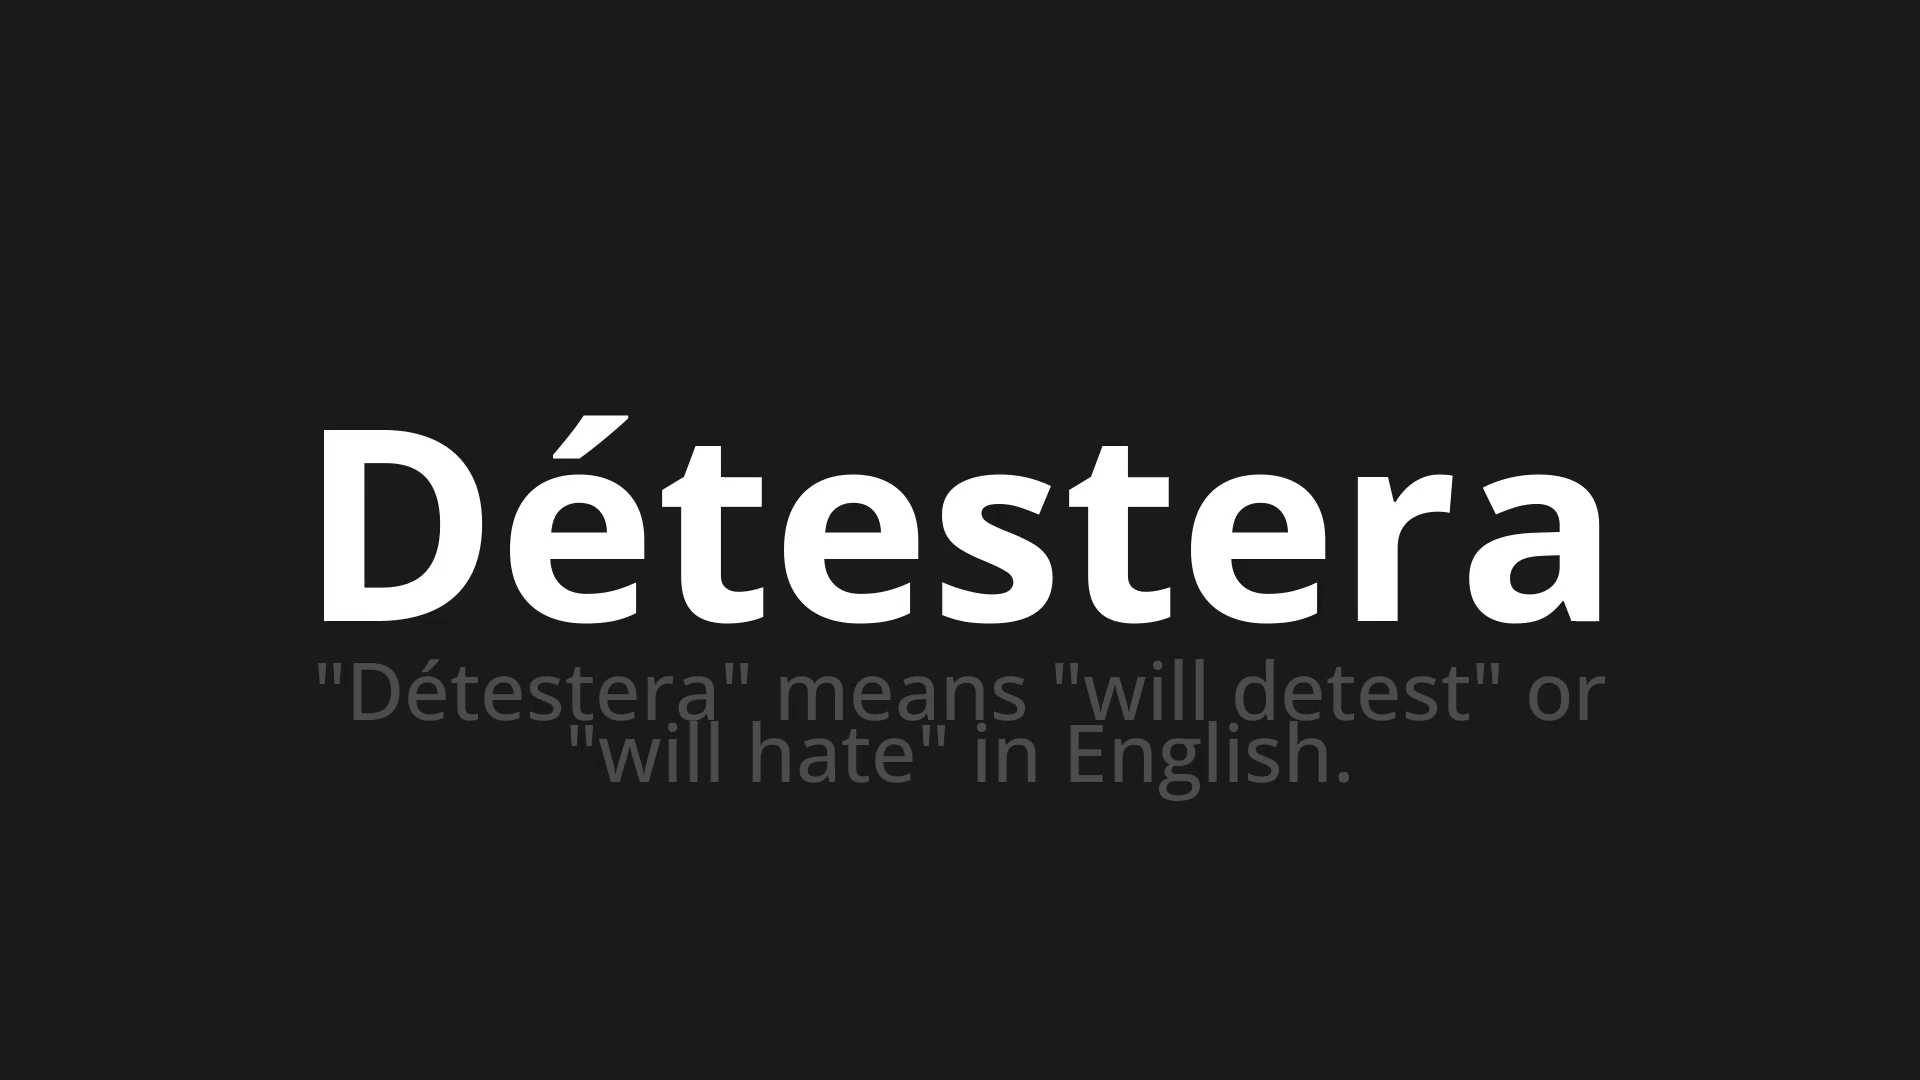 Détestera
"Détestera" means "will detest" or
"will hate" in English.